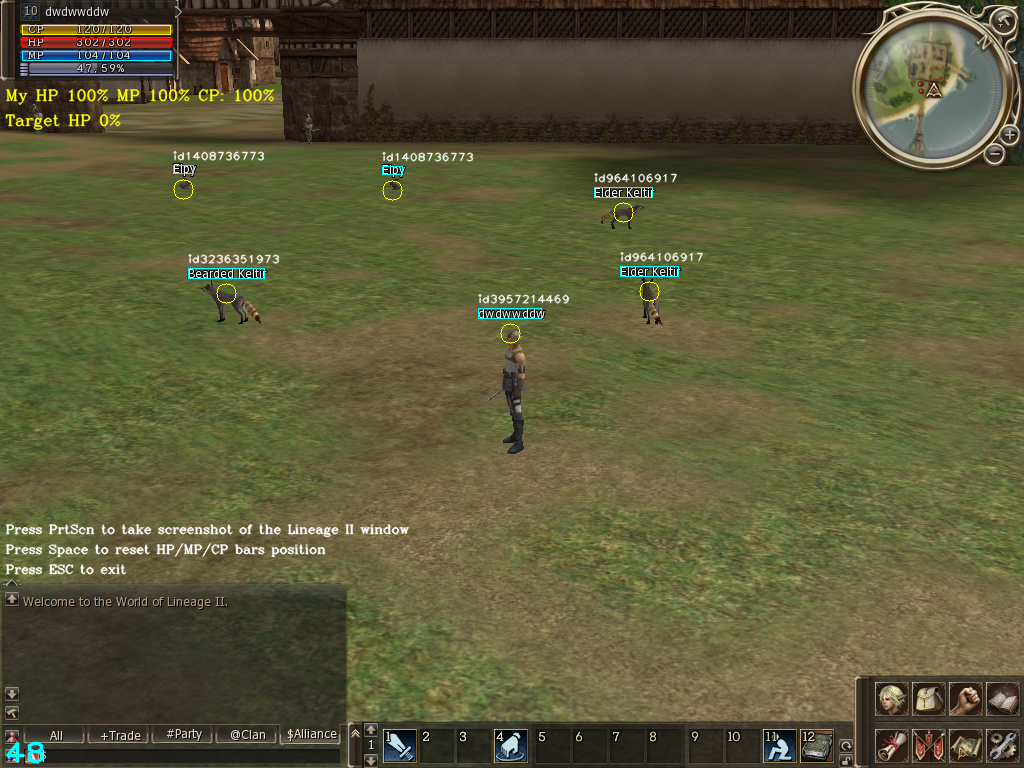 10 dwdwwddw
CP 120/120
HP 302/302
MP 104/104
47.59%
My HP 100% MP 100% CP: 100%
Target HP 0%
N
id1408736773
Elpy
id1408736773
Elpy
id964106917
Elder Keltir
id3236351973
Bearded Keltir
id964106917
Elder Keltir
id3957214469
dwdwwddw
Press PrtScn to take screenshot of the Lineage II window
Press Space to reset HP/MP/CP bars position
Press ESC to exit
Welcome to the World of Lineage II.
All +Trade #Party @Clan $Alliance
48
1
1 2 3 4 5 6 7 8 9 10 11 12